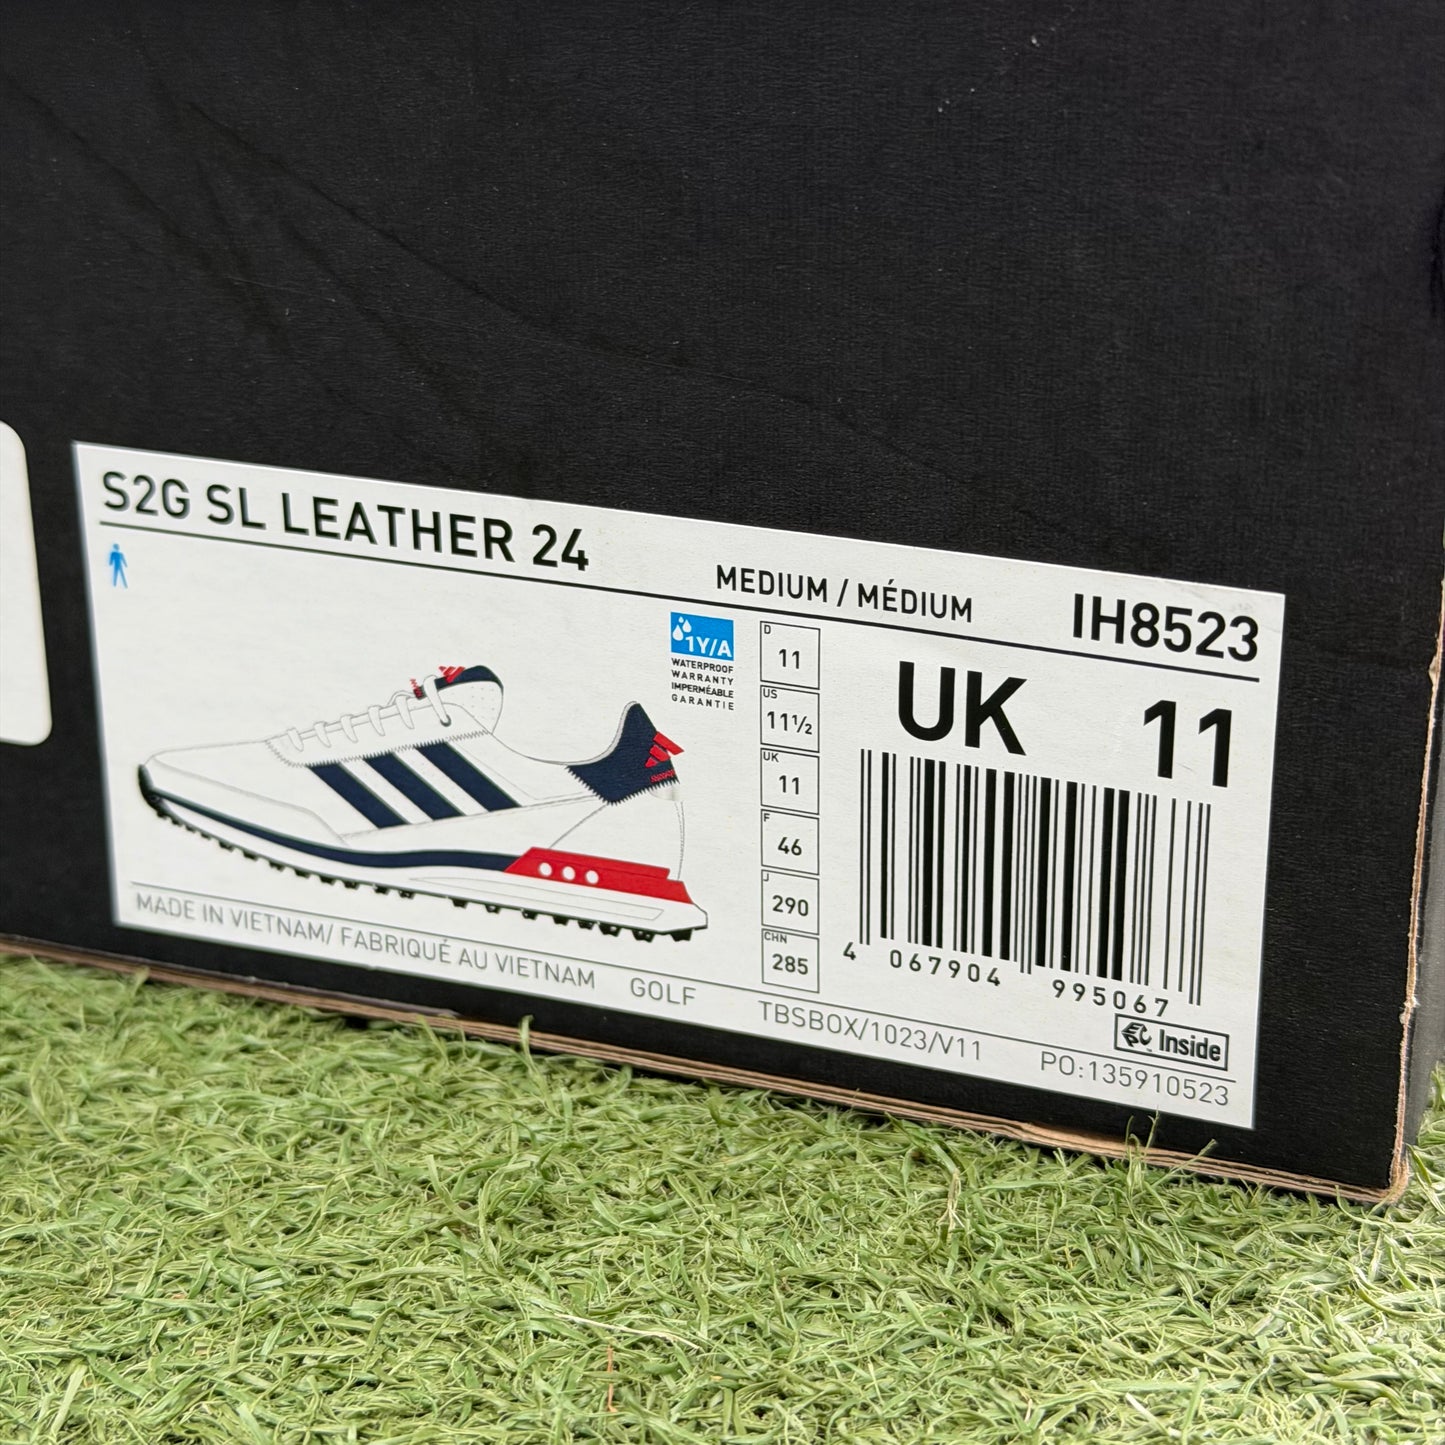 S2G SL LEATHER 24
MEDIUM / MÉDIUM
IH8523
1Y/A
WATERPROOF
WARRANTY
IMPERMÉABLE
GARANTIE
D
11
US
11½
UK
11
F
46
J
290
CHN
285
UK 11
4 067904 995067
EPC Inside
MADE IN VIETNAM/ FABRIQUÉ AU VIETNAM
GOLF
TBSBOX/1023/V11
PO:135910523